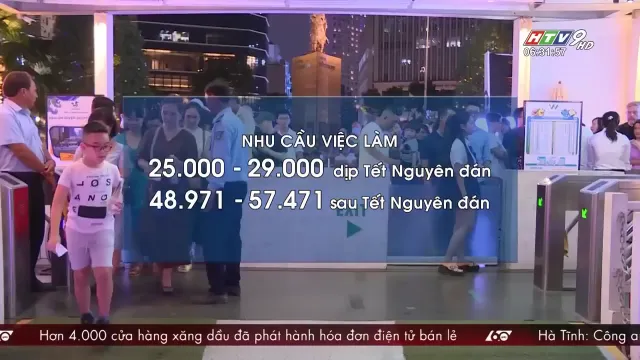 HTV9 HD
06:31:57
NHU CẦU VIỆC LÀM
25.000 - 29.000 dịp Tết Nguyên đán
48.971 - 57.471 sau Tết Nguyên đán
EXIT
LOS
ANG
Hơn 4.000 cửa hàng xăng dầu đã phát hành hóa đơn điện tử bán lẻ
60
Hà Tĩnh: Công a